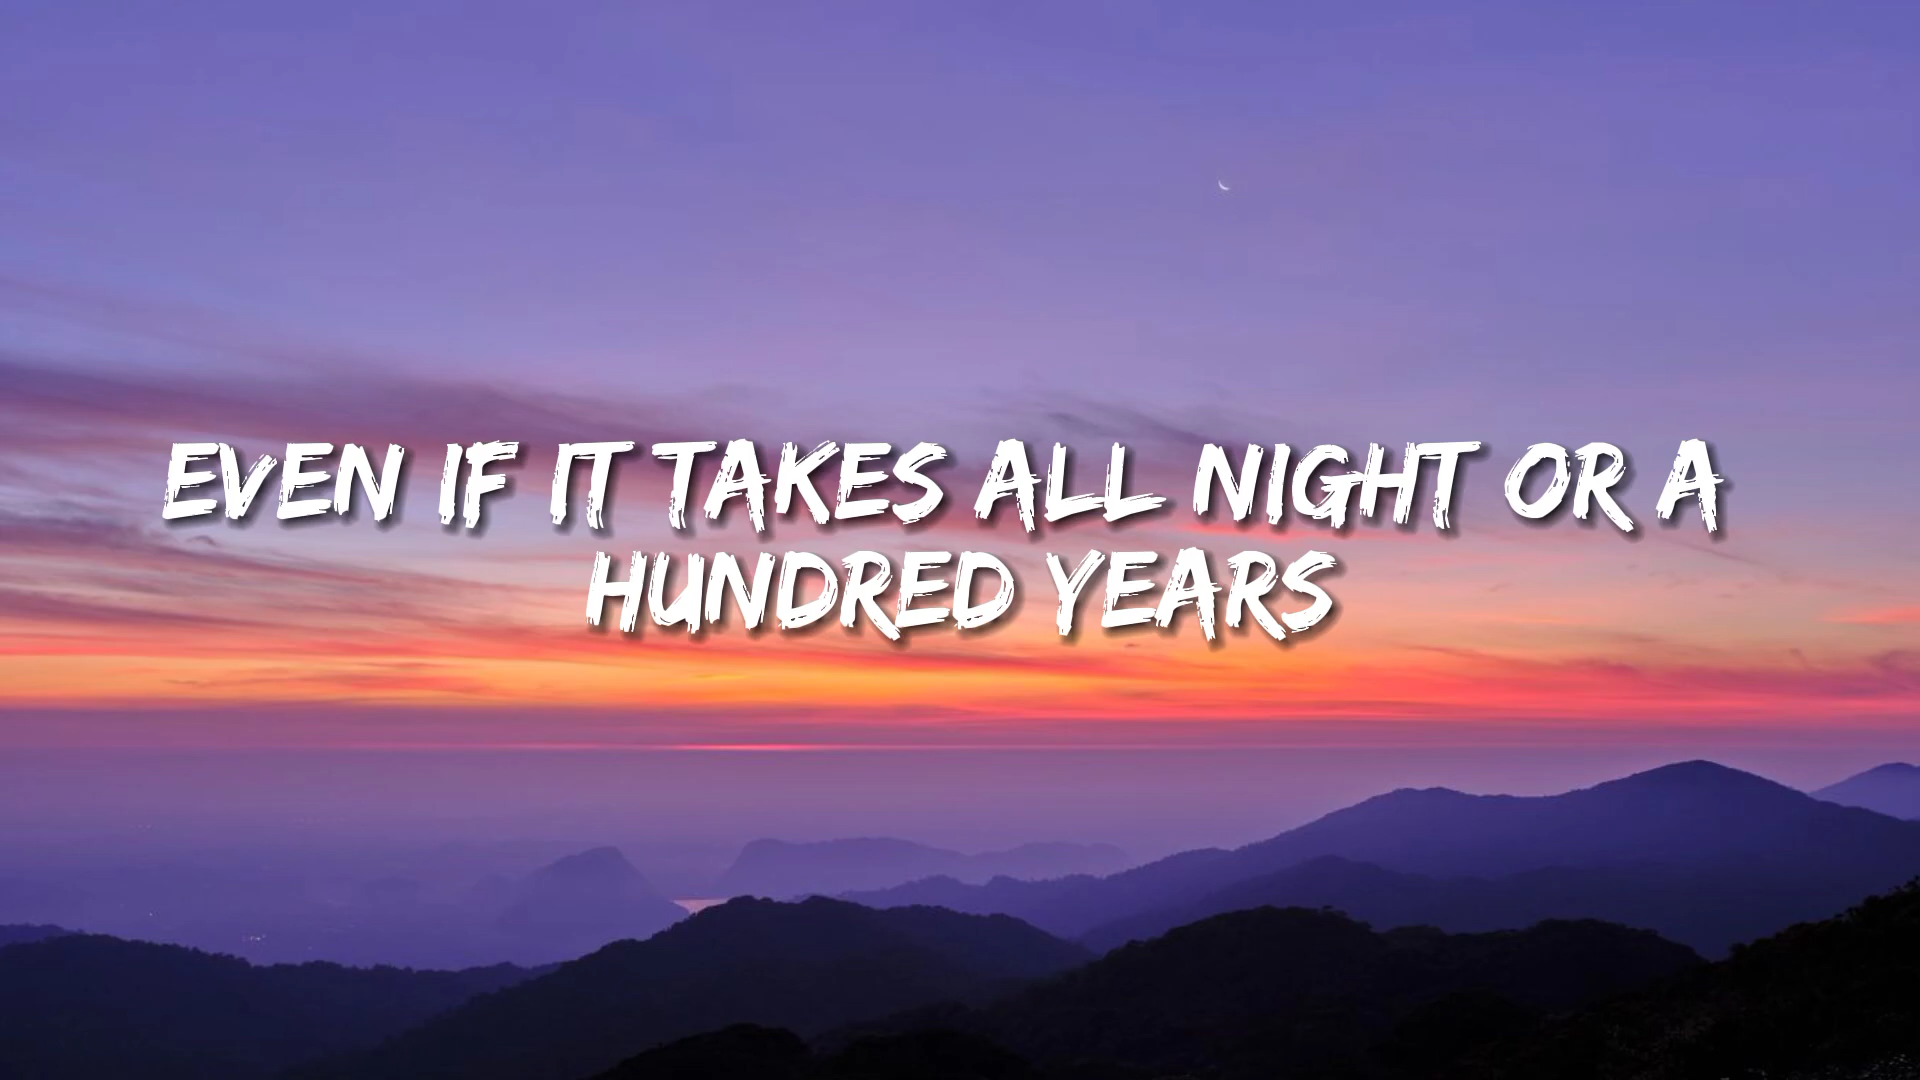 EVEN IF IT TAKES ALL NIGHT OR A
HUNDRED YEARS